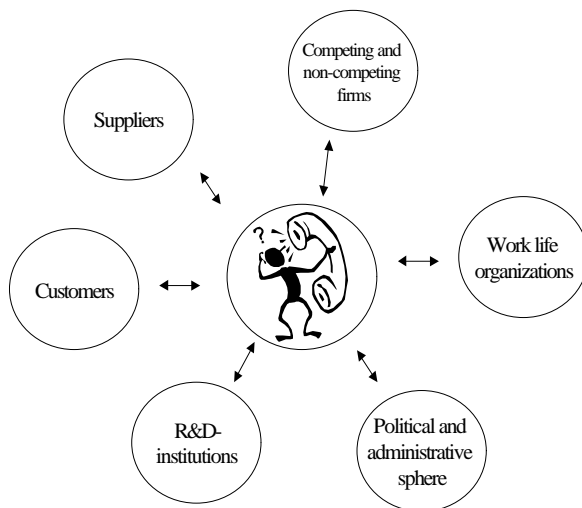 Competing and
non-competing
firms
Suppliers
?
Work life
organizations
Customers
R&D-
institutions
Political and
administrative
sphere